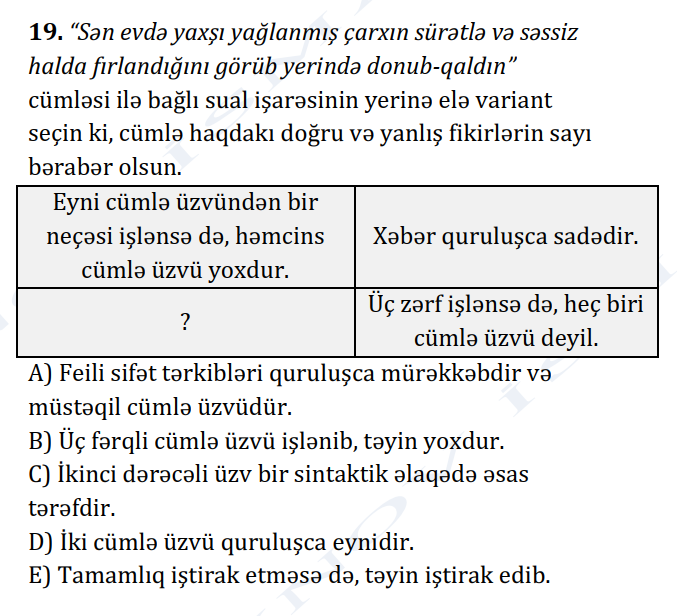 19. “Sən evdə yaxşı yağlanmış çarxın sürətlə və səssiz
halda fırlandığını görüb yerində donub-qaldın”
cümləsi ilə bağlı sual işarəsinin yerinə elə variant
seçin ki, cümlə haqdakı doğru və yanlış fikirlərin sayı
bərabər olsun.
Eyni cümlə üzvündən bir
neçəsi işlənsə də, həmcins
cümlə üzvü yoxdur.
Xəbər quruluşca sadədir.
?
Üç zərf işlənsə də, heç biri
cümlə üzvü deyil.
A) Feili sifət tərkibləri quruluşca mürəkkəbdir və
müstəqil cümlə üzvüdür.
B) Üç fərqli cümlə üzvü işlənib, təyin yoxdur.
C) İkinci dərəcəli üzv bir sintaktik əlaqədə əsas
tərəfdir.
D) İki cümlə üzvü quruluşca eynidir.
E) Tamamlıq iştirak etməsə də, təyin iştirak edib.